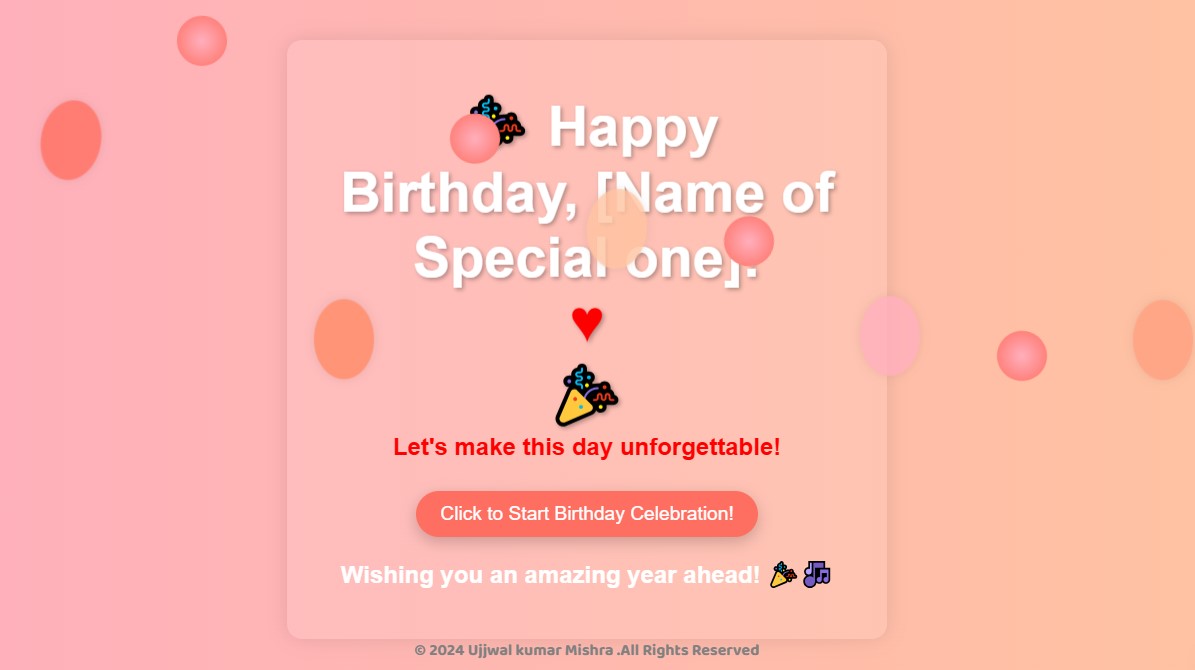 🎉 Happy
Birthday, [Name of
Special one]!
♥
🎉
Let's make this day unforgettable!
Click to Start Birthday Celebration!
Wishing you an amazing year ahead! 🎉🎶
© 2024 Ujjwal kumar Mishra .All Rights Reserved